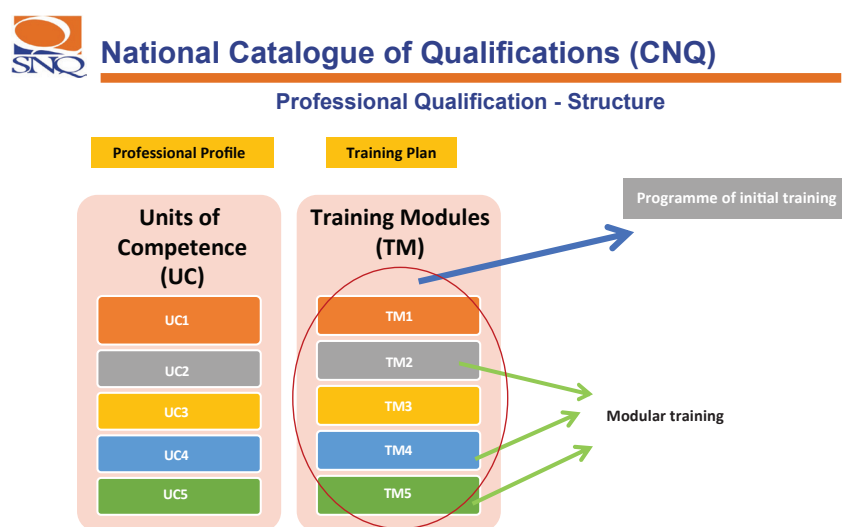 SNQ
National Catalogue of Qualifications (CNQ)
Professional Qualification - Structure
Professional Profile
Training Plan
Programme of initial training
Units of
Competence
(UC)
Training Modules
(TM)
UC1
TM1
UC2
TM2
UC3
TM3
Modular training
UC4
TM4
UC5
TM5